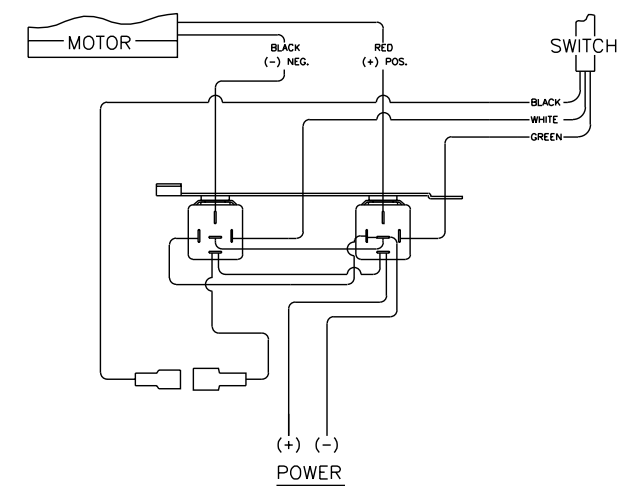 MOTOR
BLACK
(-) NEG.
RED
(+) POS.
SWITCH
BLACK
WHITE
GREEN
(+) (-)
POWER